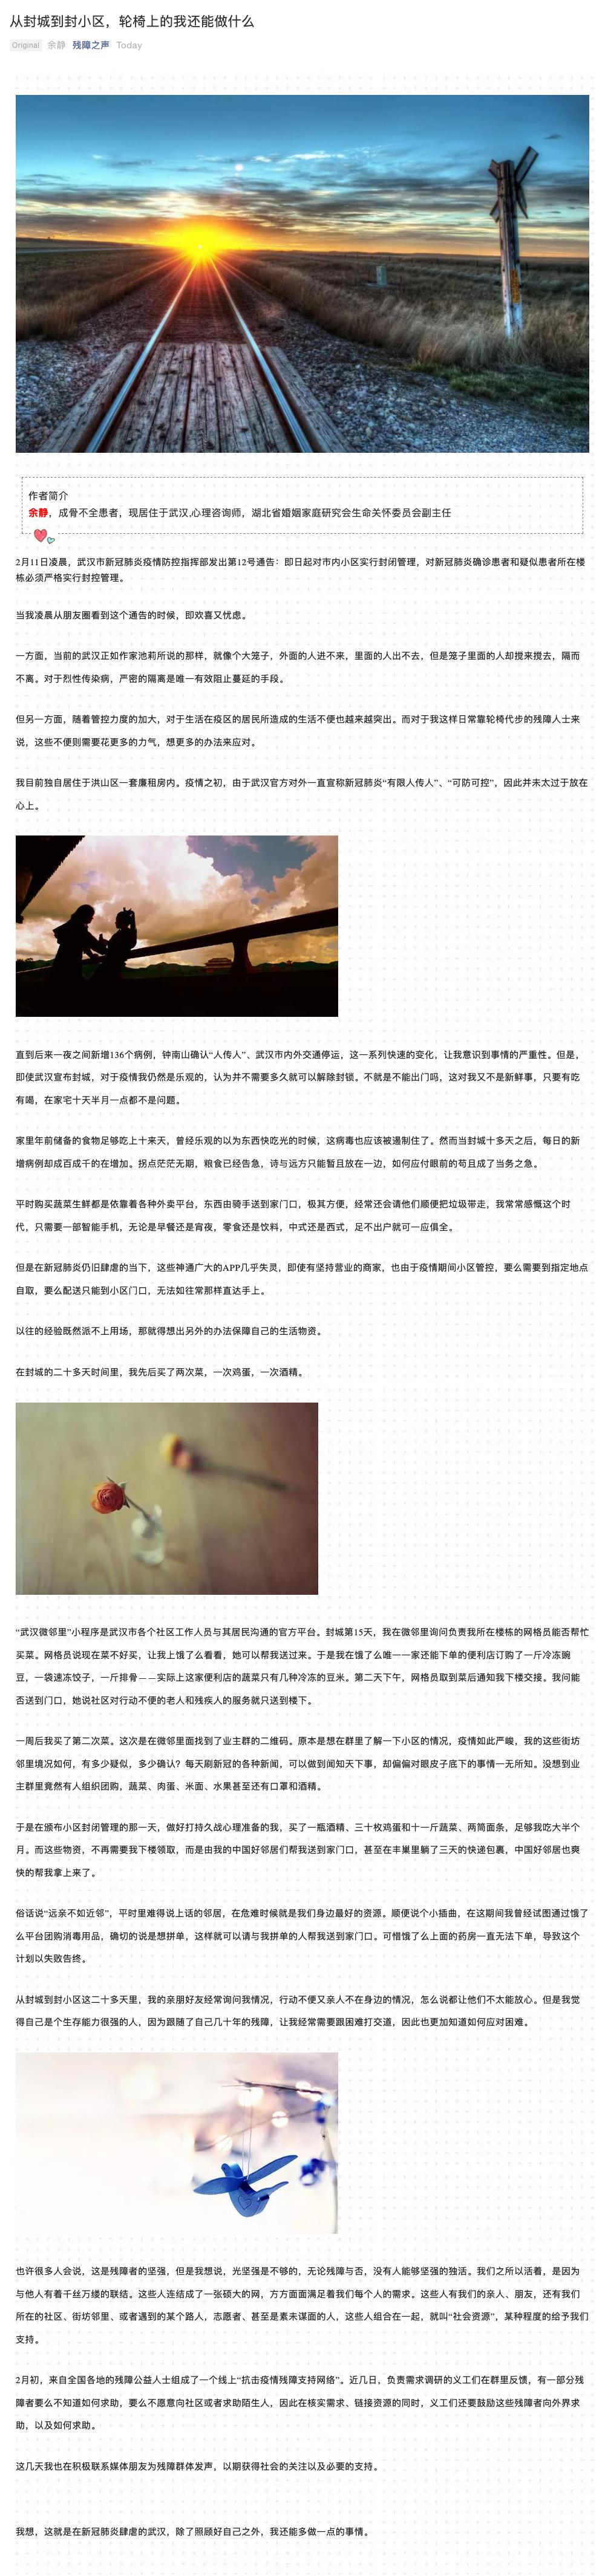 从封城到封小区，轮椅上的我还能做什么
Original 余静 残障之声 Today
作者简介
余静，成骨不全患者，现居住于武汉,心理咨询师，湖北省婚姻家庭研究会生命关怀委员会副主任
2月11日凌晨，武汉市新冠肺炎疫情防控指挥部发出第12号通告：即日起对市内小区实行封闭管理，对新冠肺炎确诊患者和疑似患者所在楼
栋必须严格实行封控管理。
当我凌晨从朋友圈看到这个通告的时候，即欢喜又忧虑。
一方面，当前的武汉正如作家池莉所说的那样，就像个大笼子，外面的人进不来，里面的人出不去，但是笼子里面的人却搅来搅去，隔而
不离。对于烈性传染病，严密的隔离是唯一有效阻止蔓延的手段。
但另一方面，随着管控力度的加大，对于生活在疫区的居民所造成的生活不便也越来越突出。而对于我这样日常靠轮椅代步的残障人士来
说，这些不便则需要花更多的力气，想更多的办法来应对。
我目前独自居住于洪山区一套廉租房内。疫情之初，由于武汉官方对外一直宣称新冠肺炎“有限人传人”、“可防可控”，因此并未太过于放在
心上。
直到后来一夜之间新增136个病例，钟南山确认“人传人”、武汉市内外交通停运，这一系列快速的变化，让我意识到事情的严重性。但是，
即使武汉宣布封城，对于疫情我仍然是乐观的，认为并不需要多久就可以解除封锁。不就是不能出门吗，这对我又不是新鲜事，只要有吃
有喝，在家宅十天半月一点都不是问题。
家里年前储备的食物足够吃上十来天，曾经乐观的以为东西快吃光的时候，这病毒也应该被遏制住了。然而当封城十多天之后，每日的新
增病例却成百成千的在增加。拐点茫茫无期，粮食已经告急，诗与远方只能暂且放在一边，如何应付眼前的苟且成了当务之急。
平时购买蔬菜生鲜都是依靠着各种外卖平台，东西由骑手送到家门口，极其方便，经常还会请他们顺便把垃圾带走，我常常感慨这个时
代，只需要一部智能手机，无论是早餐还是宵夜，零食还是饮料，中式还是西式，足不出户就可一应俱全。
但是在新冠肺炎仍旧肆虐的当下，这些神通广大的APP几乎失灵，即使有坚持营业的商家，也由于疫情期间小区管控，要么需要到指定地点
自取，要么配送只能到小区门口，无法如往常那样直达手上。
以往的经验既然派不上用场，那就得想出另外的办法保障自己的生活物资。
在封城的二十多天时间里，我先后买了两次菜，一次鸡蛋，一次酒精。
“武汉微邻里”小程序是武汉市各个社区工作人员与其居民沟通的官方平台。封城第15天，我在微邻里询问负责我所在楼栋的网格员能否帮忙
买菜。网格员说现在菜不好买，让我上饿了么看看，她可以帮我送过来。于是我在饿了么唯一一家还能下单的便利店订购了一斤冷冻豌
豆，一袋速冻饺子，一斤排骨——实际上这家便利店的蔬菜只有几种冷冻的豆米。第二天下午，网格员取到菜后通知我下楼交接。我问能
否送到门口，她说社区对行动不便的老人和残疾人的服务就只送到楼下。
一周后我买了第二次菜。这次是在微邻里面找到了业主群的二维码。原本是想在群里了解一下小区的情况，疫情如此严峻，我的这些街坊
邻里境况如何，有多少疑似，多少确认？每天刷新冠的各种新闻，可以做到闻知天下事，却偏偏对眼皮子底下的事情一无所知。没想到业
主群里竟然有人组织团购，蔬菜、肉蛋、米面、水果甚至还有口罩和酒精。
于是在颁布小区封闭管理的那一天，做好打持久战心理准备的我，买了一瓶酒精、三十枚鸡蛋和十一斤蔬菜、两筒面条，足够我吃大半个
月。而这些物资，不再需要我下楼领取，而是由我的中国好邻居们帮我送到家门口，甚至在丰巢里躺了三天的快递包裹，中国好邻居也爽
快的帮我拿上来了。
俗话说“远亲不如近邻”，平时里难得说上话的邻居，在危难时候就是我们身边最好的资源。顺便说个小插曲，在这期间我曾经试图通过饿了
么平台团购消毒用品，确切的说是想拼单，这样就可以请与我拼单的人帮我送到家门口。可惜饿了么上面的药房一直无法下单，导致这个
计划以失败告终。
从封城到封小区这二十多天里，我的亲朋好友经常询问我情况，行动不便又亲人不在身边的情况，怎么说都让他们不太能放心。但是我觉
得自己是个生存能力很强的人，因为跟随了自己几十年的残障，让我经常需要跟困难打交道，因此也更加知道如何应对困难。
也许很多人会说，这是残障者的坚强，但是我想说，光坚强是不够的，无论残障与否，没有人能够坚强的独活。我们之所以活着，是因为
与他人有着千丝万缕的联结。这些人连结成了一张硕大的网，方方面面满足着我们每个人的需求。这些人有我们的亲人、朋友，还有我们
所在的社区、街坊邻里、或者遇到的某个路人，志愿者、甚至是素未谋面的人，这些人组合在一起，就叫“社会资源”，某种程度的给予我们
支持。
2月初，来自全国各地的残障公益人士组成了一个线上“抗击疫情残障支持网络”。近几日，负责需求调研的义工们在群里反馈，有一部分残
障者要么不知道如何求助，要么不愿意向社区或者求助陌生人，因此在核实需求、链接资源的同时，义工们还要鼓励这些残障者向外界求
助，以及如何求助。
这几天我也在积极联系媒体朋友为残障群体发声，以期获得社会的关注以及必要的支持。
我想，这就是在新冠肺炎肆虐的武汉，除了照顾好自己之外，我还能多做一点的事情。